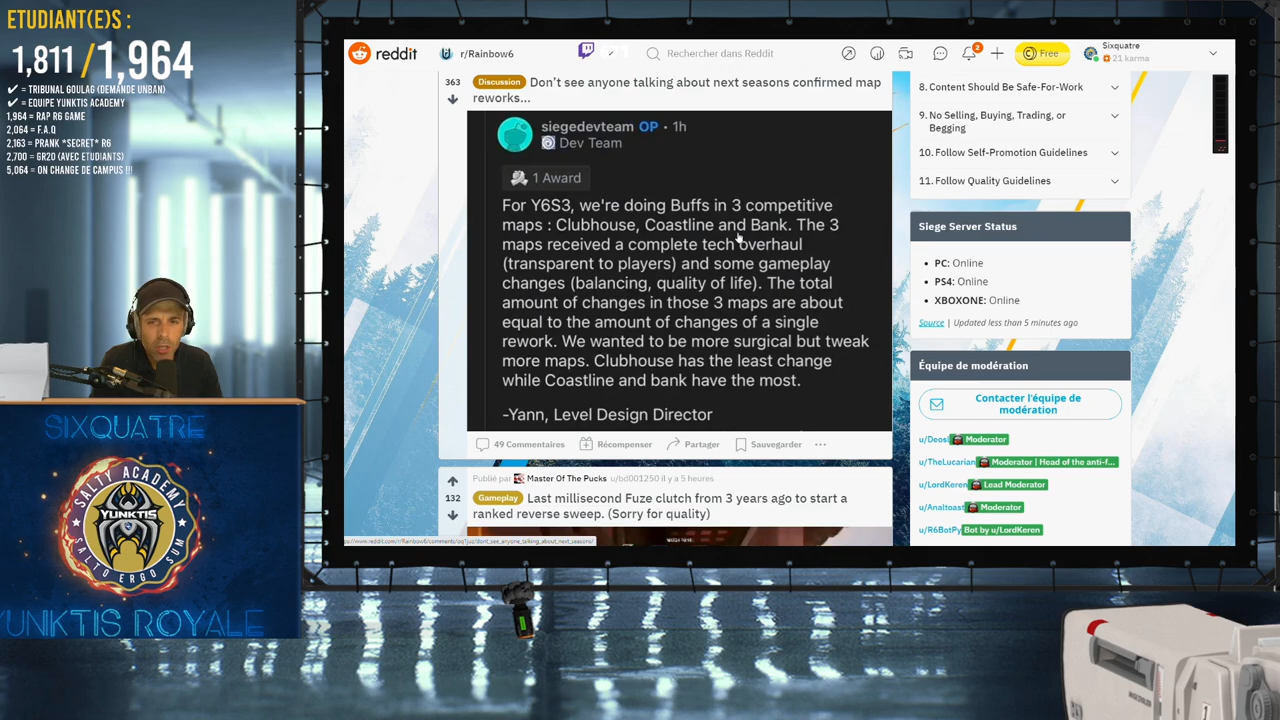 ETUDIANT(E)S :
1,811 / 1,964
✔ = TRIBUNAL GOULAG (DEMANDE UNBAN)
✔ = EQUIPE YUNKTIS ACADEMY
1,964 = RAP R6 GAME
2,064 = F.A.Q
2,163 = PRANK *SECRET* R6
2,700 = GR20 (AVEC ETUDIANTS)
5,064 = ON CHANGE DE CAMPUS !!!
SIXQUATRE
SALTY ACADEMY
YUNKTIS
SALTO ERGO SUM
YUNKTIS ROYALE
reddit
r/Rainbow6
Rechercher dans Reddit
2
Free
Sixquatre
21 karma
363
Discussion Don't see anyone talking about next seasons confirmed map
reworks...
siegedevteam OP · 1h
Dev Team
1 Award
For Y6S3, we're doing Buffs in 3 competitive
maps : Clubhouse, Coastline and Bank. The 3
maps received a complete tech overhaul
(transparent to players) and some gameplay
changes (balancing, quality of life). The total
amount of changes in those 3 maps are about
equal to the amount of changes of a single
rework. We wanted to be more surgical but tweak
more maps. Clubhouse has the least change
while Coastline and bank have the most.
-Yann, Level Design Director
49 Commentaires Récompenser Partager Sauvegarder ...
Publié par Master Of The Pucks u/bd001250 il y a 5 heures
132
Gameplay Last millisecond Fuze clutch from 3 years ago to start a
ranked reverse sweep. (Sorry for quality)
8. Content Should Be Safe-For-Work
9. No Selling, Buying, Trading, or
Begging
10. Follow Self-Promotion Guidelines
11. Follow Quality Guidelines
Siege Server Status
• PC: Online
• PS4: Online
• XBOXONE: Online
Source | Updated less than 5 minutes ago
Équipe de modération
Contacter l'équipe de
modération
u/Deosl Moderator
u/TheLucarian Moderator | Head of the anti-f...
u/LordKeren Lead Moderator
u/Analtoast Moderator
u/R6BotPy Bot by u/LordKeren